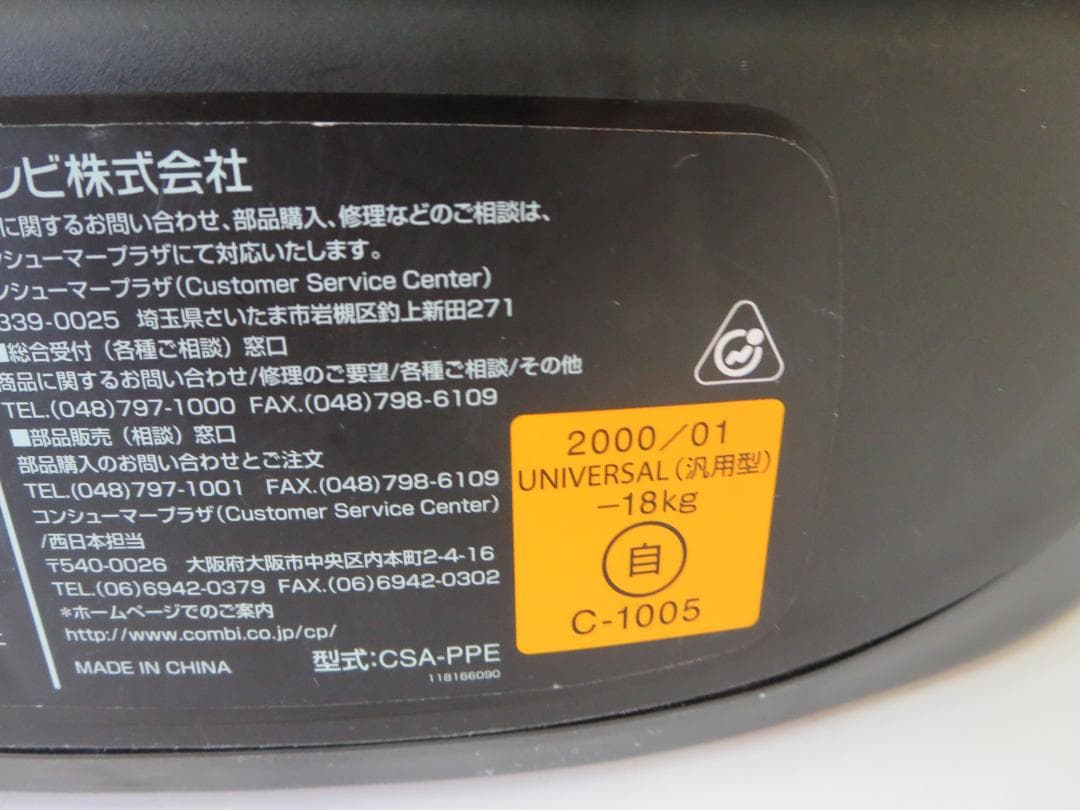 ンビ株式会社
に関するお問い合わせ、部品購入、修理などのご相談は、
ンシューマープラザにて対応いたします。
ンシューマープラザ(Customer Service Center)
339-0025 埼玉県さいたま市岩槻区釣上新田271
■総合受付(各種ご相談)窓口
商品に関するお問い合わせ/修理のご要望/各種ご相談/その他
TEL.(048)797-1000 FAX.(048)798-6109
■部品販売(相談)窓口
部品購入のお問い合わせとご注文
TEL.(048)797-1001 FAX.(048)798-6109
コンシューマープラザ(Customer Service Center)
/西日本担当
〒540-0026 大阪府大阪市中央区内本町2-4-16
TEL.(06)6942-0379 FAX.(06)6942-0302
*ホームページでのご案内
http://www.combi.co.jp/cp/
MADE IN CHINA 型式:CSA-PPE
118166090
2000/01
UNIVERSAL(汎用型)
-18kg
自
C-1005